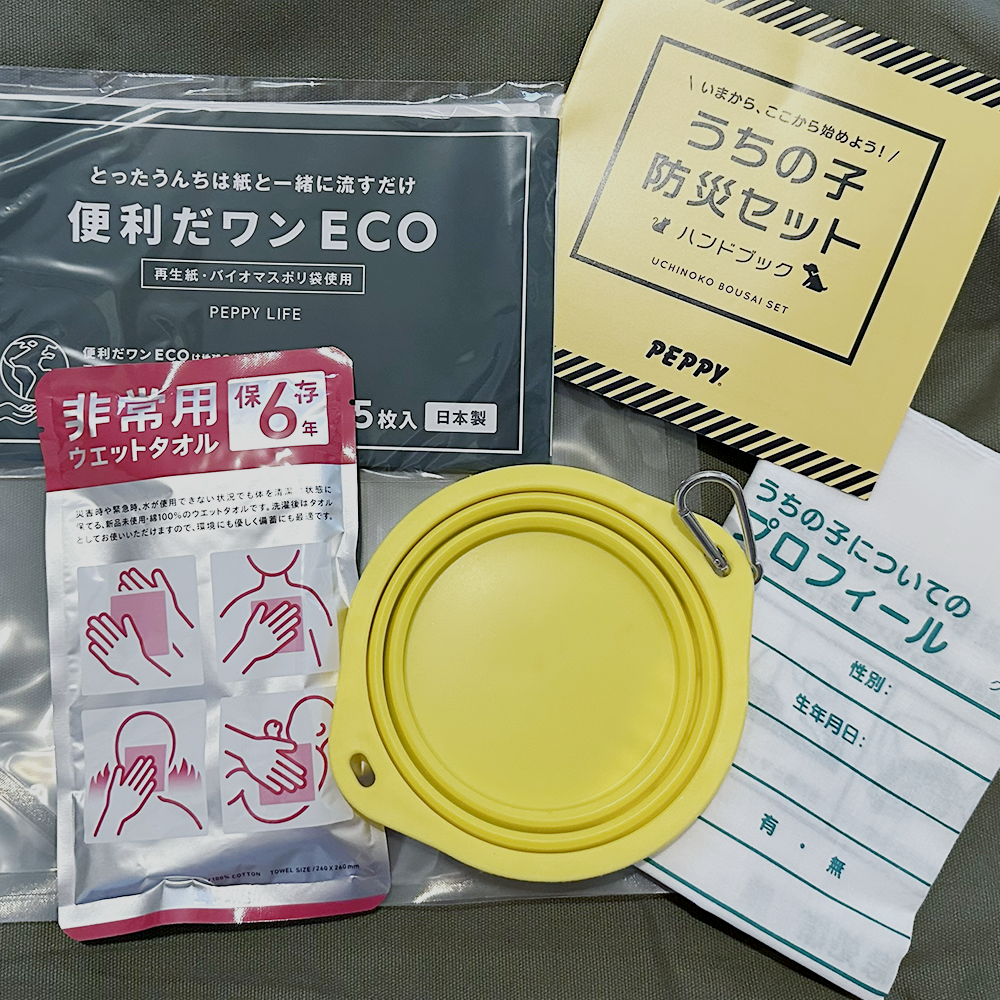 とったうんちは紙と一緒に流すだけ
便利だワン ECO
再生紙・バイオマスポリ袋使用
PEPPY LIFE
便利だワン ECOは
5枚入
日本製
\ いまから、ここから始めよう! /
うちの子
防災セット
ハンドブック
UCHINOKO BOUSAI SET
PEPPY
非常用
ウエットタオル
保6存
年
災害時や緊急時、水が使用できない状況でも体を清潔 状態に
保てる、新品未使用・綿100%のウエットタオルです。洗濯後はタオル
としてお使いいただけますので、環境にも優しく備蓄にも最適です。
100% COTTON TOWEL SIZE / 260 X 260 mm
うちの子についての
プロフィール
性別:
生年月日:
有・無